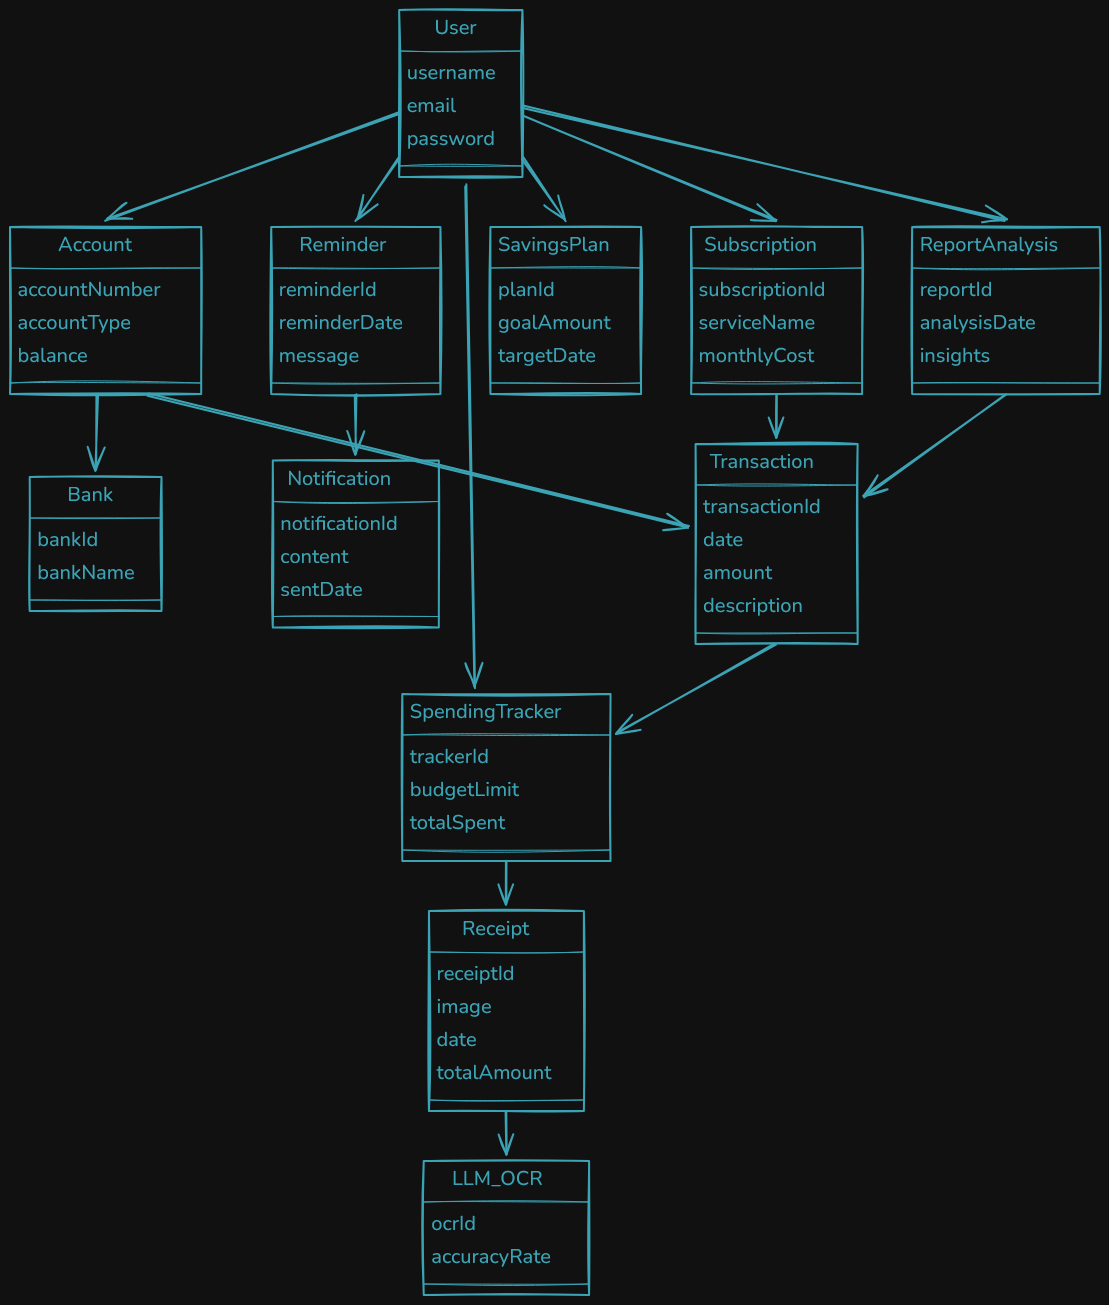 User
username
email
password
Account
accountNumber
accountType
balance
Reminder
reminderId
reminderDate
message
SavingsPlan
planId
goalAmount
targetDate
Subscription
subscriptionId
serviceName
monthlyCost
ReportAnalysis
reportId
analysisDate
insights
Bank
bankId
bankName
Notification
notificationId
content
sentDate
Transaction
transactionId
date
amount
description
SpendingTracker
trackerId
budgetLimit
totalSpent
Receipt
receiptId
image
date
totalAmount
LLM_OCR
ocrId
accuracyRate